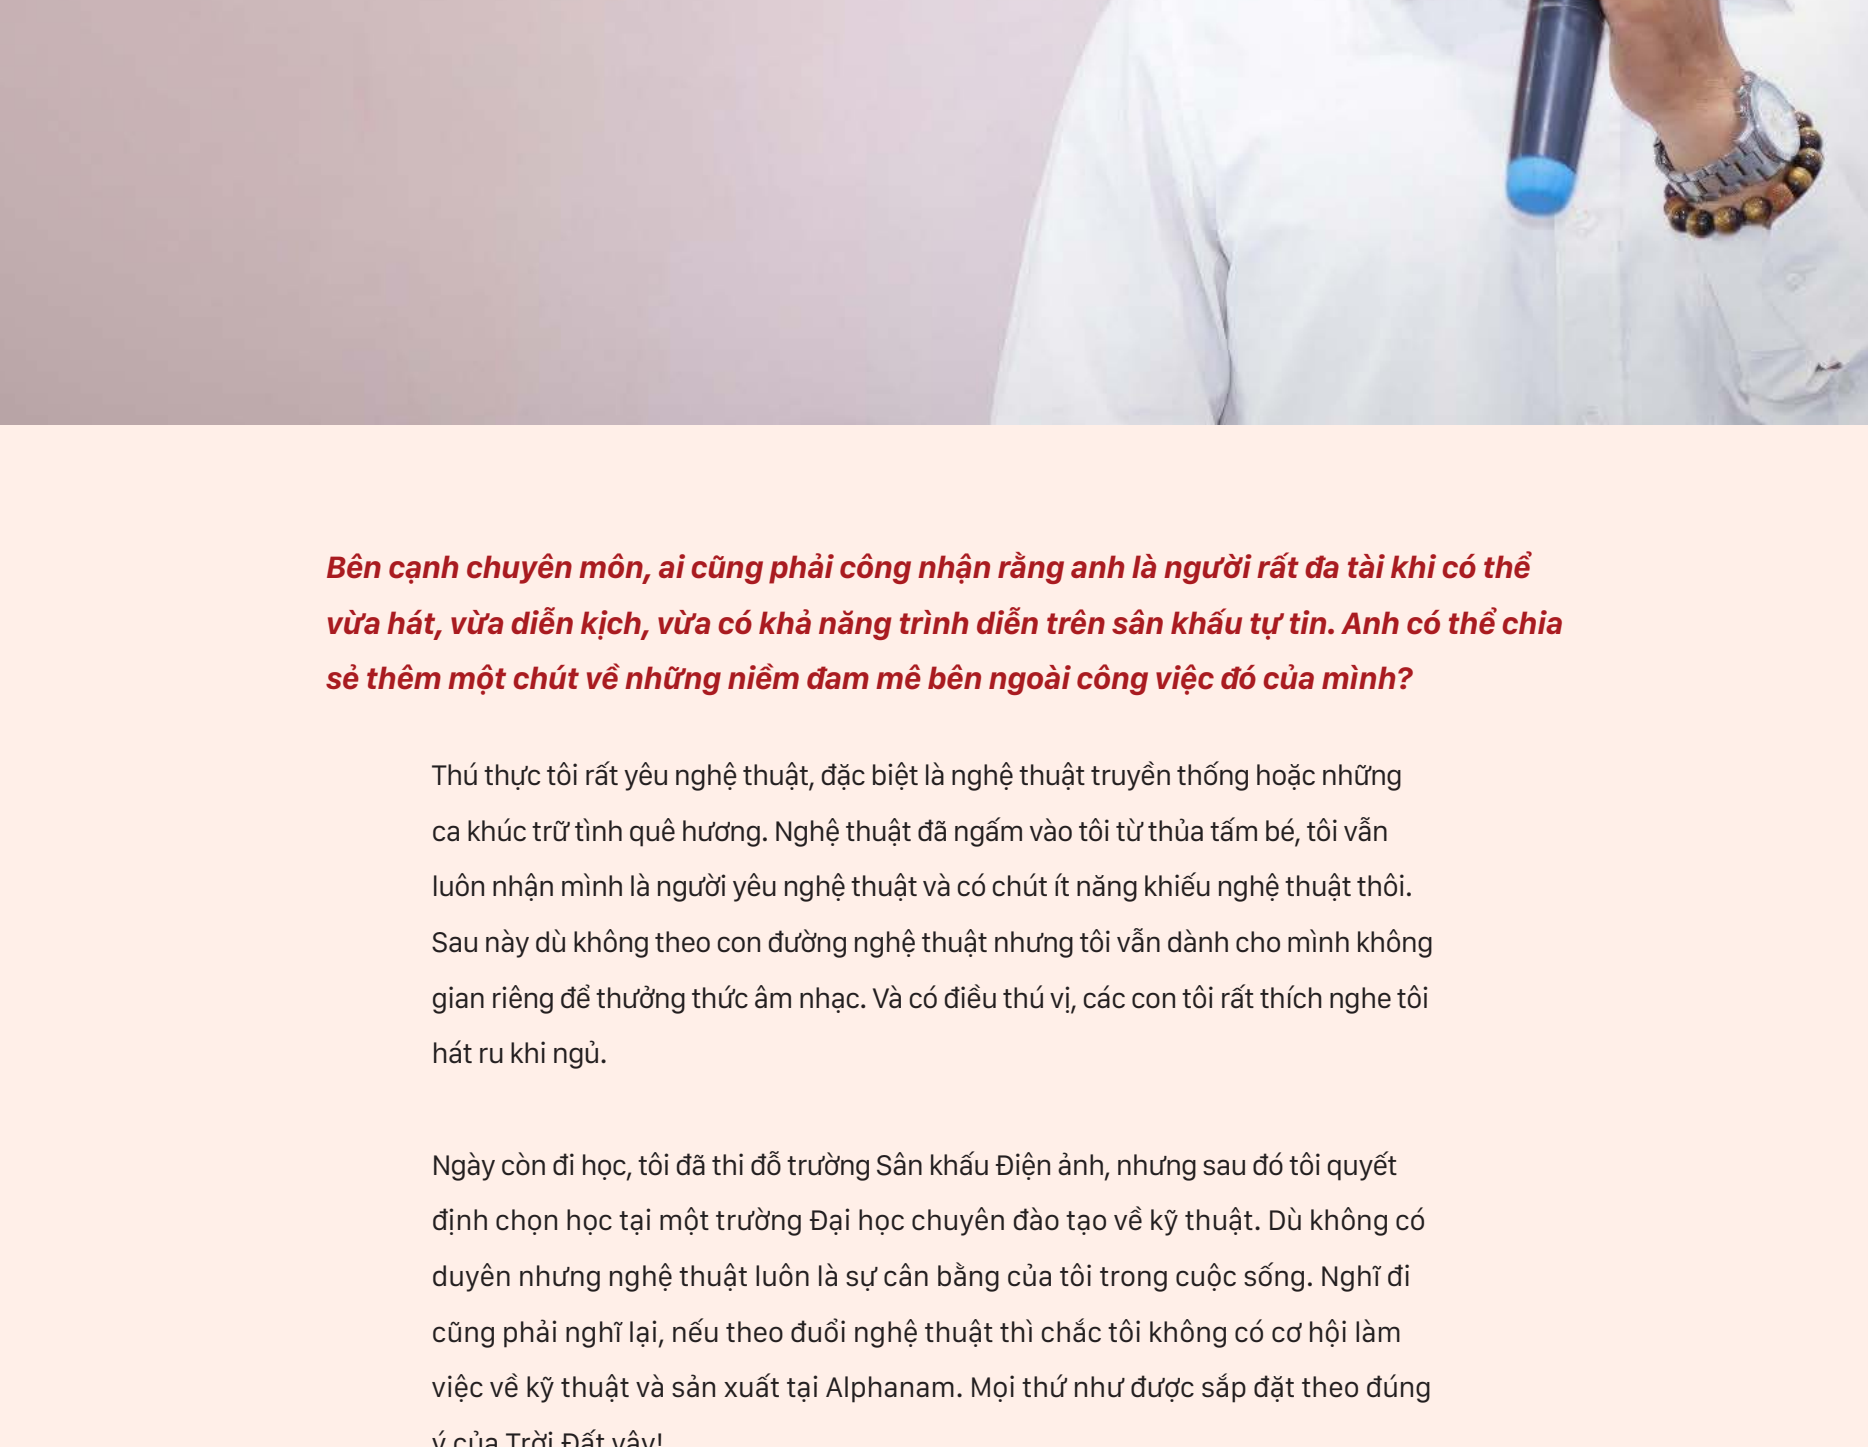 Bên cạnh chuyên môn, ai cũng phải công nhận rằng anh là người rất đa tài khi có thể
vừa hát, vừa diễn kịch, vừa có khả năng trình diễn trên sân khấu tự tin. Anh có thể chia
sẻ thêm một chút về những niềm đam mê bên ngoài công việc đó của mình?
Thú thực tôi rất yêu nghệ thuật, đặc biệt là nghệ thuật truyền thống hoặc những
ca khúc trữ tình quê hương. Nghệ thuật đã ngấm vào tôi từ thủa tấm bé, tôi vẫn
luôn nhận mình là người yêu nghệ thuật và có chút ít năng khiếu nghệ thuật thôi.
Sau này dù không theo con đường nghệ thuật nhưng tôi vẫn dành cho mình không
gian riêng để thưởng thức âm nhạc. Và có điều thú vị, các con tôi rất thích nghe tôi
hát ru khi ngủ.
Ngày còn đi học, tôi đã thi đỗ trường Sân khấu Điện ảnh, nhưng sau đó tôi quyết
định chọn học tại một trường Đại học chuyên đào tạo về kỹ thuật. Dù không có
duyên nhưng nghệ thuật luôn là sự cân bằng của tôi trong cuộc sống. Nghĩ đi
cũng phải nghĩ lại, nếu theo đuổi nghệ thuật thì chắc tôi không có cơ hội làm
việc về kỹ thuật và sản xuất tại Alphanam. Mọi thứ như được sắp đặt theo đúng
ý của Trời Đất vậy!